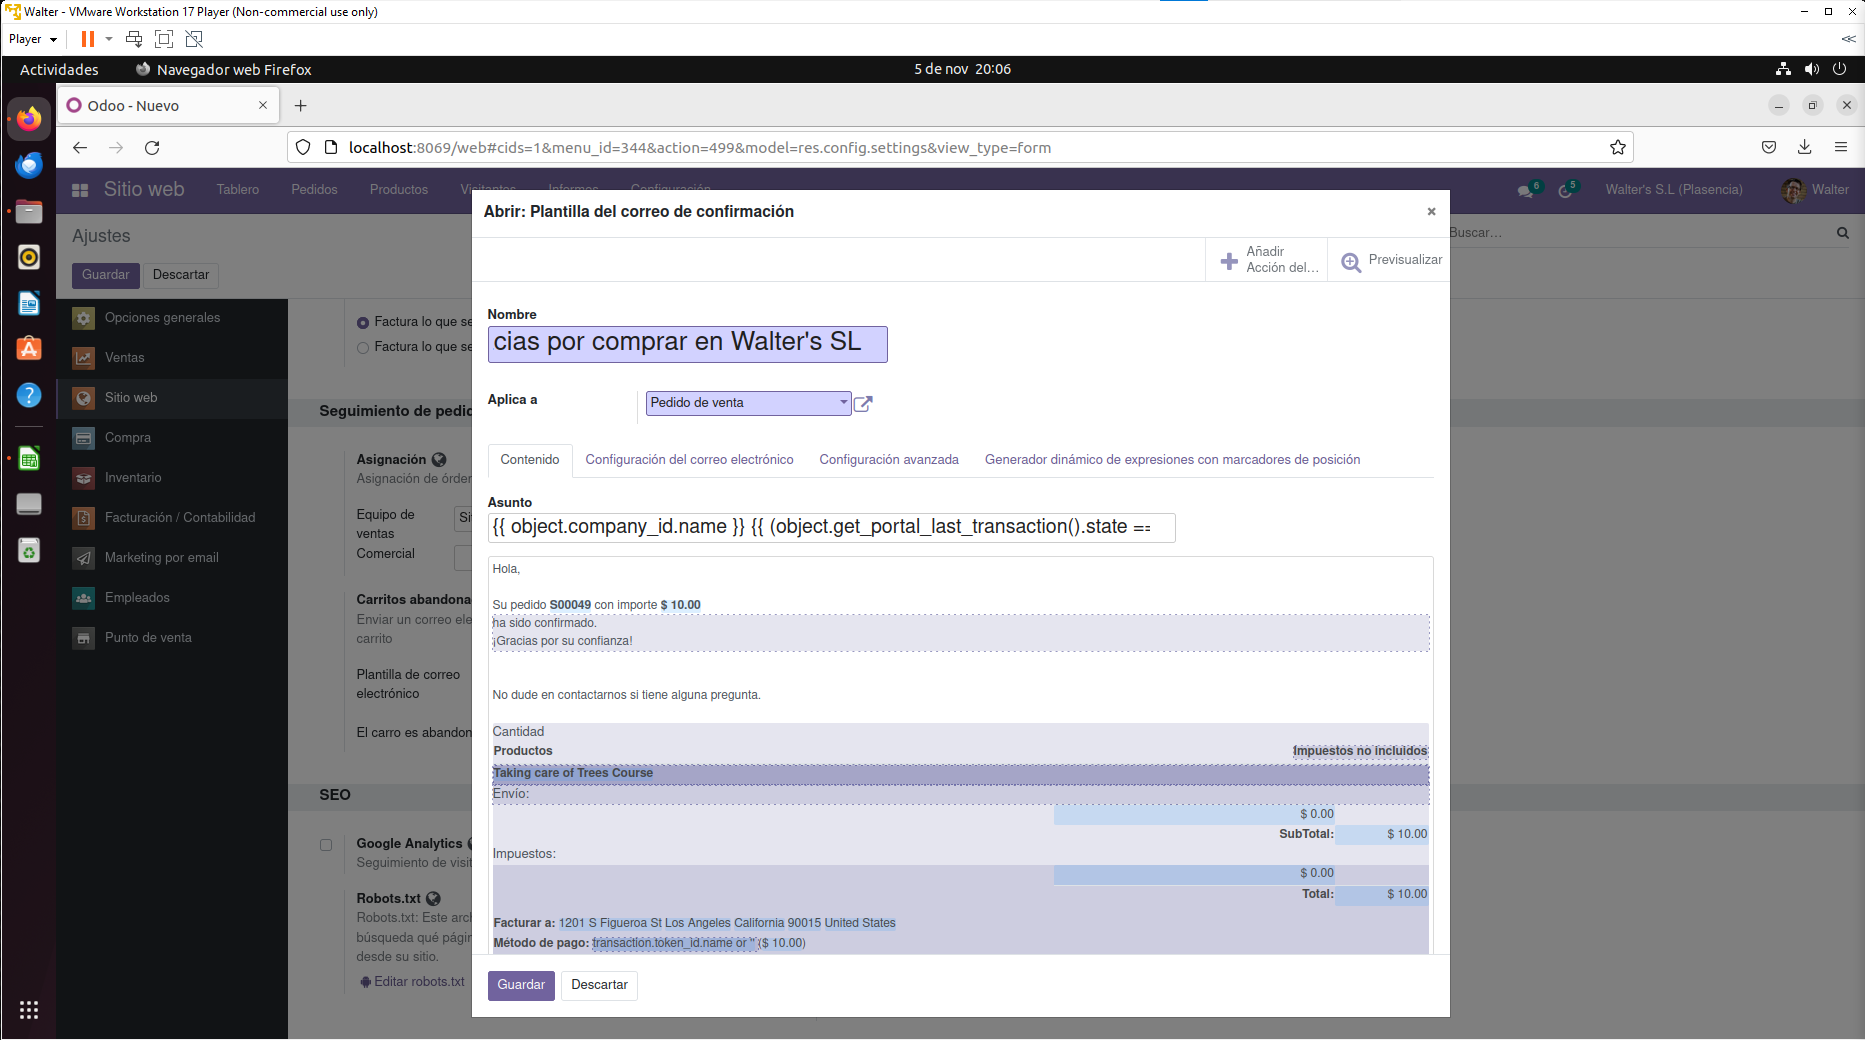 Walter - VMware Workstation 17 Player (Non-commercial use only)
Player
Actividades
Navegador web Firefox
5 de nov 20:06
Odoo - Nuevo
localhost:8069/web#cids=1&menu_id=344&action=499&model=res.config.settings&view_type=form
Sitio web
Tablero
Pedidos
Productos
Visitantes
Informes
Configuración
6
5
Walter's S.L (Plasencia)
Walter
Ajustes
Buscar...
Guardar
Descartar
Opciones generales
Ventas
Sitio web
Compra
Inventario
Facturación / Contabilidad
Marketing por email
Empleados
Punto de venta
Factura lo que se
Factura lo que se
Seguimiento de pedid
Asignación
Asignación de órder
Equipo de
ventas
Si
Comercial
Carritos abandona
Enviar un correo ele
carrito
Plantilla de correo
electrónico
El carro es abandon
SEO
Google Analytics
Seguimiento de visit
Robots.txt
Robots.txt: Este arch
búsqueda qué págin
desde su sitio.
Editar robots.txt
Abrir: Plantilla del correo de confirmación
×
Añadir
Acción del...
Previsualizar
Nombre
cias por comprar en Walter's SL
Aplica a
Pedido de venta
Contenido
Configuración del correo electrónico
Configuración avanzada
Generador dinámico de expresiones con marcadores de posición
Asunto
{{ object.company_id.name }} {{ (object.get_portal_last_transaction().state ==
Hola,
Su pedido S00049 con importe $ 10.00
ha sido confirmado.
¡Gracias por su confianza!
No dude en contactarnos si tiene alguna pregunta.
Cantidad
Productos
Impuestos no incluidos
Taking care of Trees Course
Envío:
$ 0.00
SubTotal: $ 10.00
Impuestos:
$ 0.00
Total: $ 10.00
Facturar a: 1201 S Figueroa St Los Angeles California 90015 United States
Método de pago: transaction.token_id.name or '' ($ 10.00)
Guardar
Descartar